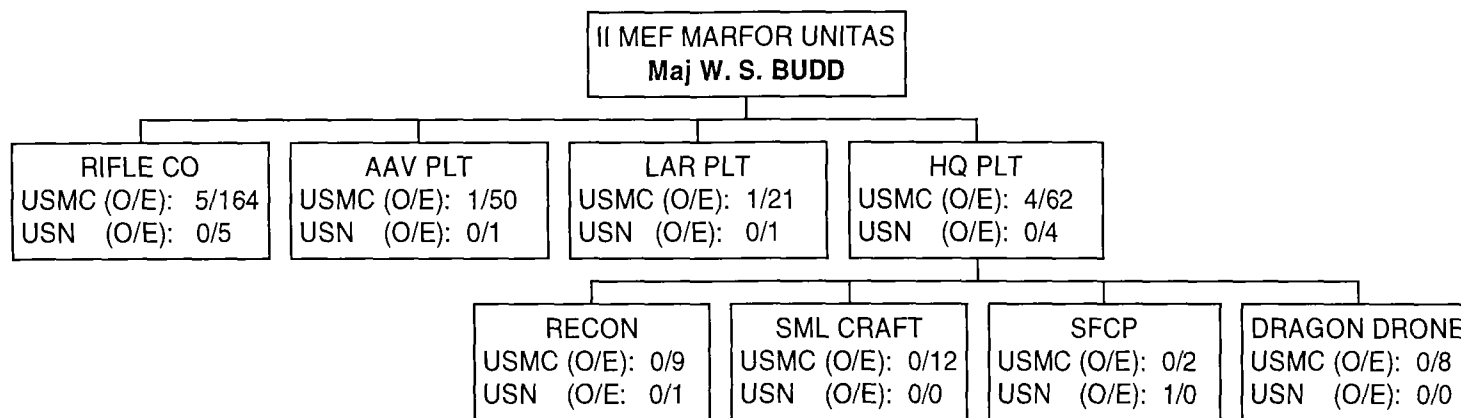 II MEF MARFOR UNITAS
Maj W. S. BUDD
RIFLE CO
USMC (O/E): 5/164
USN (O/E): 0/5
AAV PLT
USMC (O/E): 1/50
USN (O/E): 0/1
LAR PLT
USMC (O/E): 1/21
USN (O/E): 0/1
HQ PLT
USMC (O/E): 4/62
USN (O/E): 0/4
RECON
USMC (O/E): 0/9
USN (O/E: 0/1
SML CRAFT
USMC (O/E): 0/12
USN (O/E): 0/0
SFCP
USMC (O/E): 0/2
USN (O/E): 1/0
DRAGON DRONE
USMC (O/E): 0/8
USN (O/E): 0/0